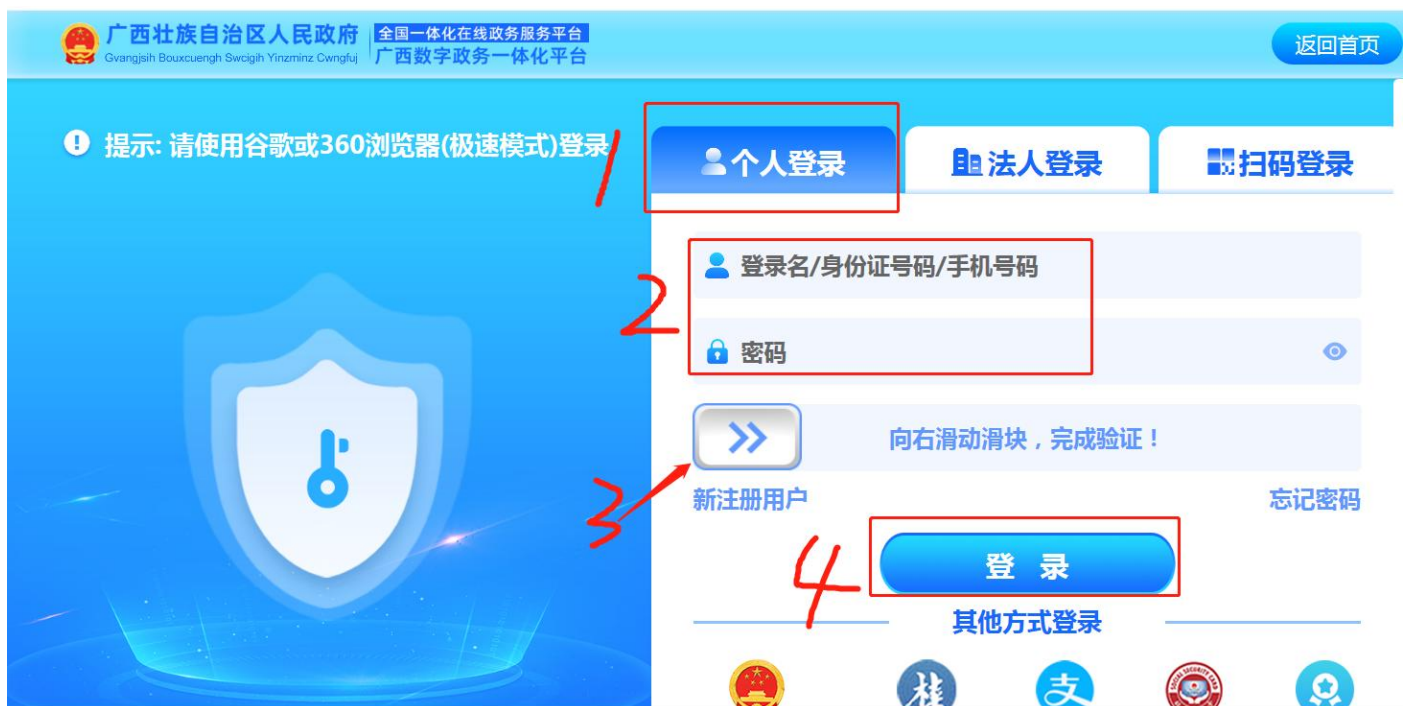 广西壮族自治区人民政府
Gvangjsih Bouxcuengh Swcigih Yinzminz Cwngfuj
全国一体化在线政务服务平台
广西数字政务一体化平台
返回首页
提示: 请使用谷歌或360浏览器(极速模式)登录
1
个人登录
法人登录
扫码登录
2
登录名/身份证号码/手机号码
密码
向右滑动滑块，完成验证！
3
新注册用户
忘记密码
4
登 录
其他方式登录
桂
支